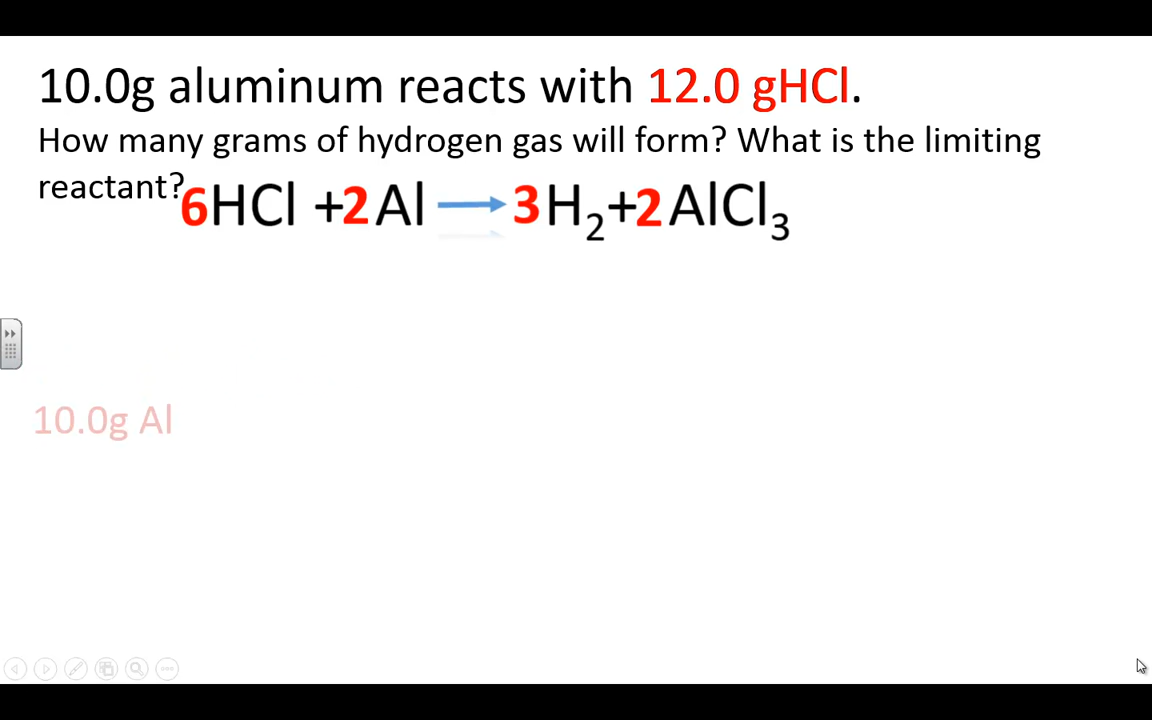 10.0g aluminum reacts with 12.0 gHCl.
How many grams of hydrogen gas will form? What is the limiting
reactant?
6HCl +2Al ⟶ 3H₂+2AlCl₃
10.0g Al